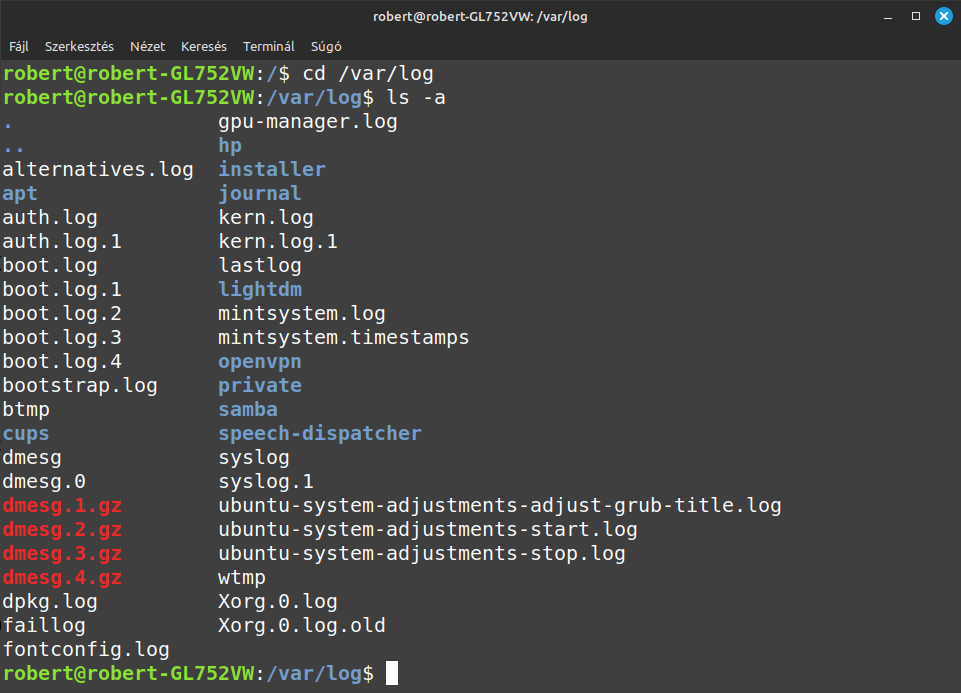 robert@robert-GL752VW: /var/log
Fájl Szerkesztés Nézet Keresés Terminál Súgó
robert@robert-GL752VW:/$ cd /var/log
robert@robert-GL752VW:/var/log$ ls -a
. gpu-manager.log
.. hp
alternatives.log installer
apt journal
auth.log kern.log
auth.log.1 kern.log.1
boot.log lastlog
boot.log.1 lightdm
boot.log.2 mintsystem.log
boot.log.3 mintsystem.timestamps
boot.log.4 openvpn
bootstrap.log private
btmp samba
cups speech-dispatcher
dmesg syslog
dmesg.0 syslog.1
dmesg.1.gz ubuntu-system-adjustments-adjust-grub-title.log
dmesg.2.gz ubuntu-system-adjustments-start.log
dmesg.3.gz ubuntu-system-adjustments-stop.log
dmesg.4.gz wtmp
dpkg.log Xorg.0.log
faillog Xorg.0.log.old
fontconfig.log
robert@robert-GL752VW:/var/log$